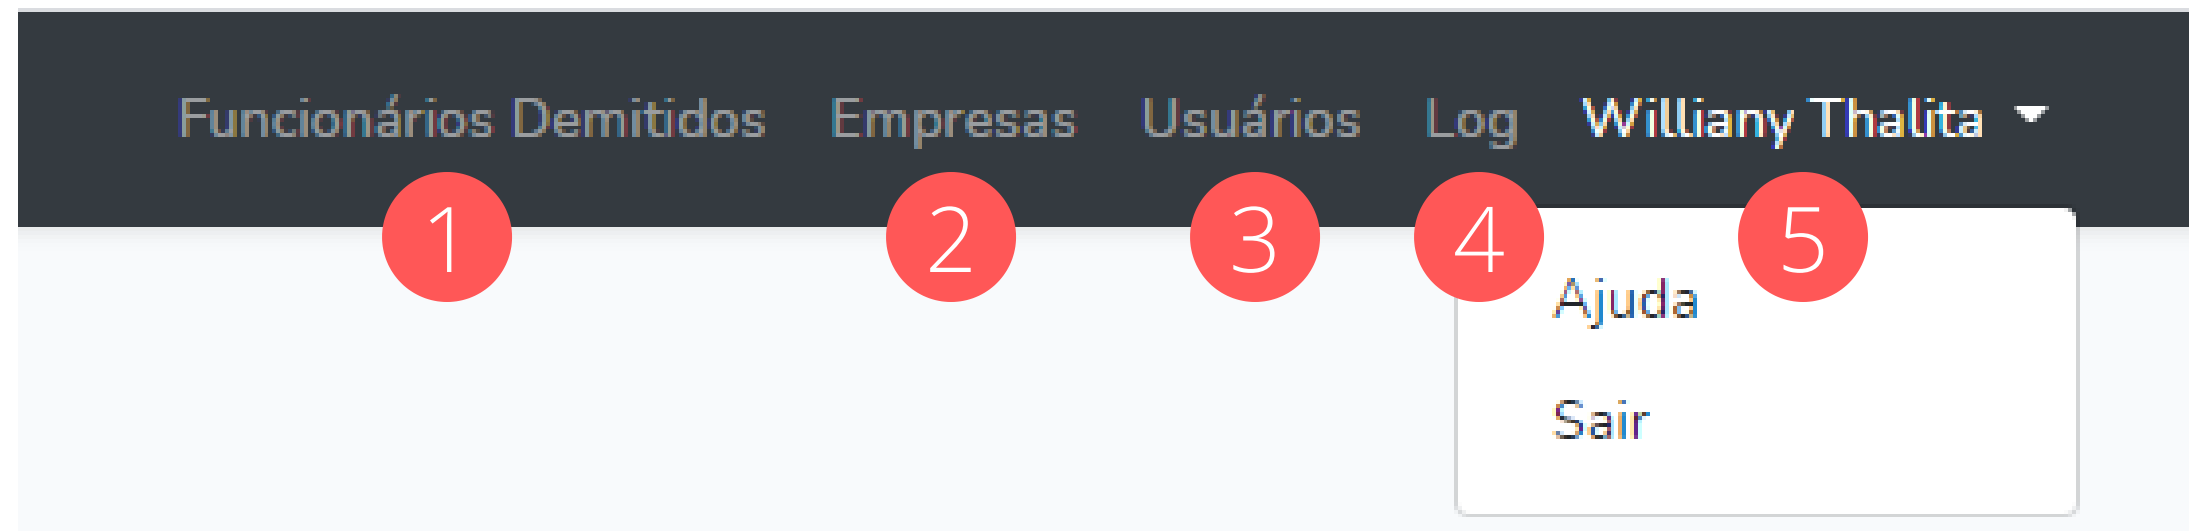 Funcionários Demitidos Empresas Usuários Log Williany Thalita
1 2 3 4 5
Ajuda
Sair